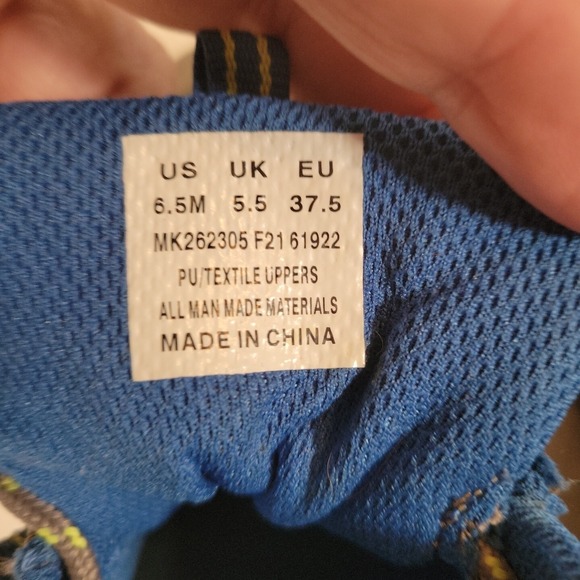 US UK EU
6.5M 5.5 37.5
MK262305 F21 61922
PU/TEXTILE UPPERS
ALL MAN MADE MATERIALS
MADE IN CHINA